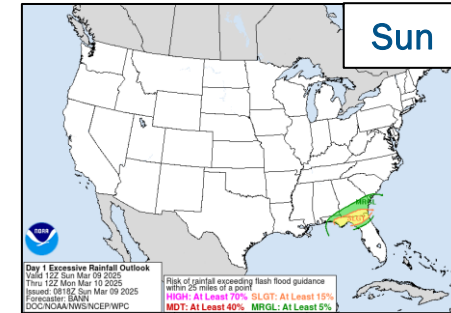 Sun
MRGL
SLGT
NOAA
Day 1 Excessive Rainfall Outlook
Valid 12Z Sun Mar 09 2025
Thru 12Z Mon Mar 10 2025
Issued: 0818Z Sun Mar 09 2025
Forecaster: BANN
DOC/NOAA/NWS/NCEP/WPC
Risk of rainfall exceeding flash flood guidance
within 25 miles of a point
HIGH: At Least 70% SLGT: At Least 15%
MDT: At Least 40% MRGL: At Least 5%